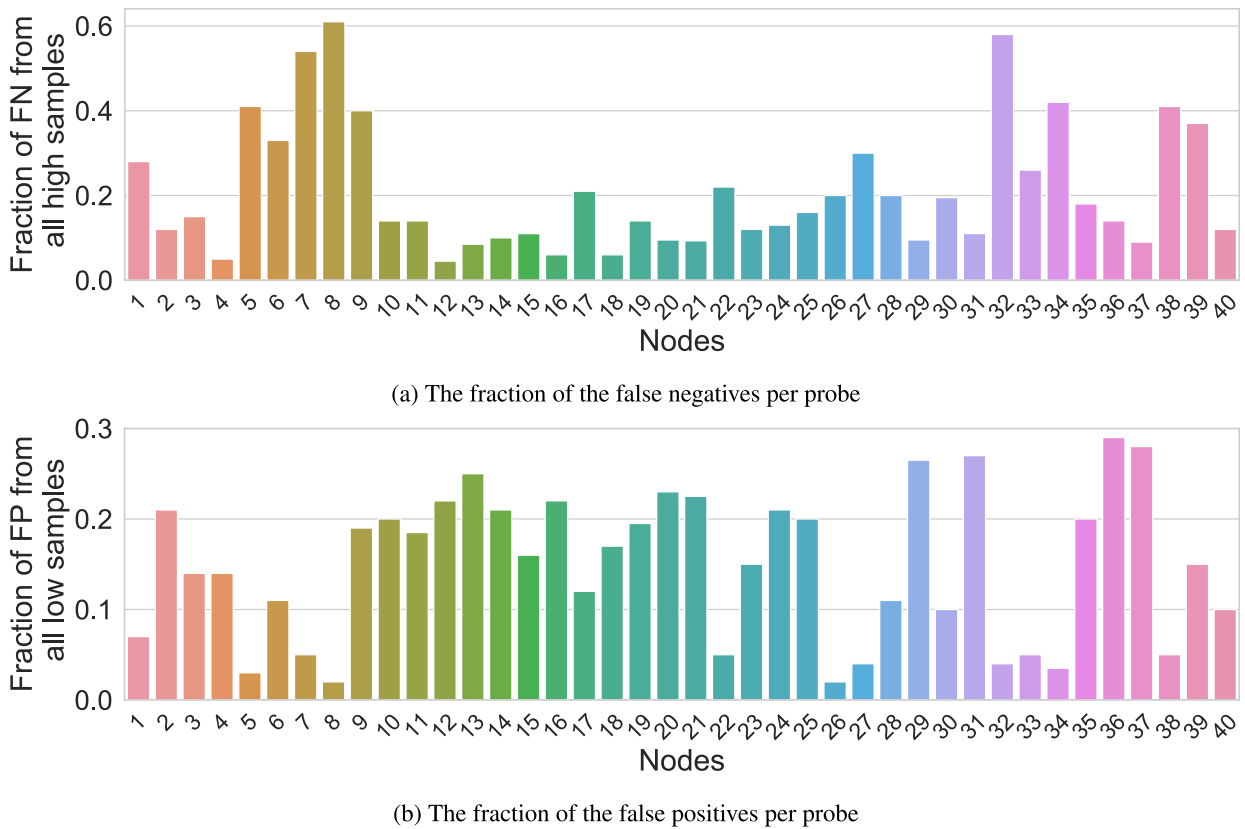 Fraction of FN from
all high samples
0.6
0.4
0.2
0.0
1 2 3 4 5 6 7 8 9 10 11 12 13 14 15 16 17 18 19 20 21 22 23 24 25 26 27 28 29 30 31 32 33 34 35 36 37 38 39 40
Nodes
(a) The fraction of the false negatives per probe
Fraction of FP from
all low samples
0.3
0.2
0.1
0.0
1 2 3 4 5 6 7 8 9 10 11 12 13 14 15 16 17 18 19 20 21 22 23 24 25 26 27 28 29 30 31 32 33 34 35 36 37 38 39 40
Nodes
(b) The fraction of the false positives per probe